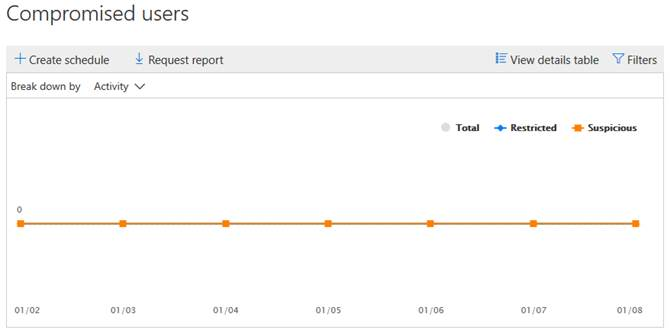 Compromised users
Create schedule Request report View details table Filters
Break down by Activity
Total Restricted Suspicious
0
01/02 01/03 01/04 01/05 01/06 01/07 01/08